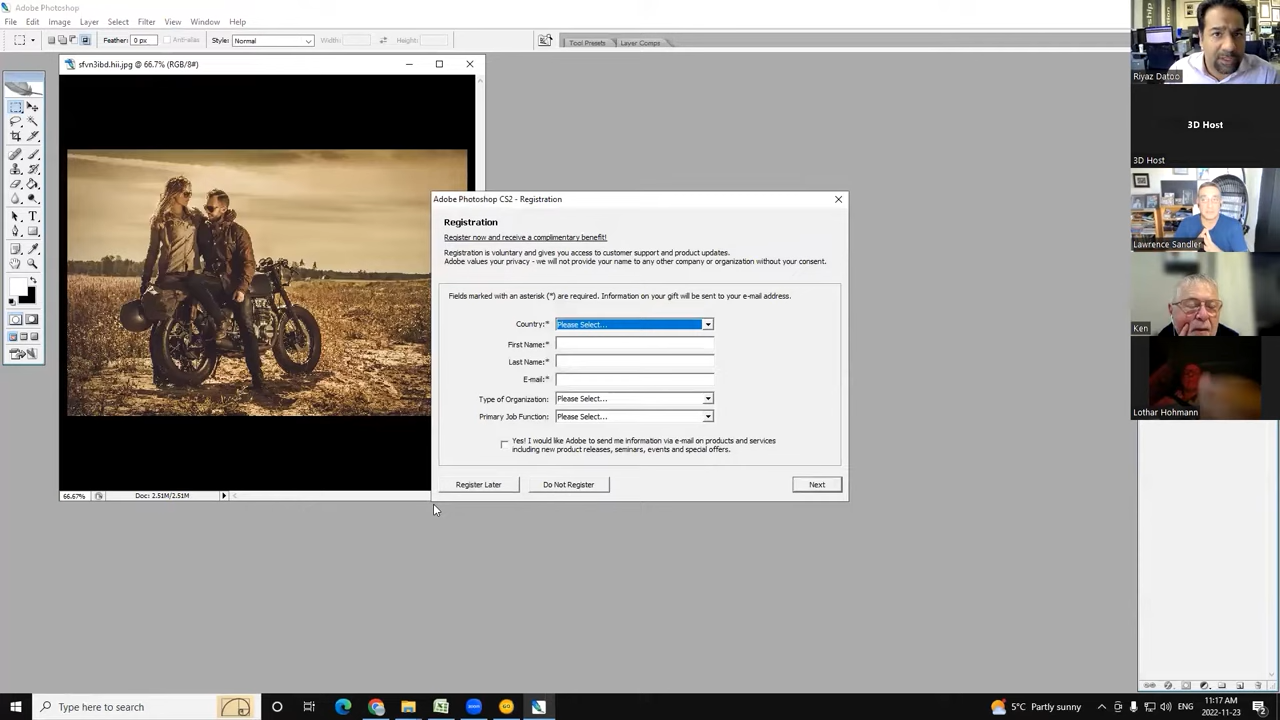 Adobe Photoshop
File Edit Image Layer Select Filter View Window Help
Feather: 0 px Anti-alias Style: Normal Width: Height: Tool Presets Layer Comps
sfvn3ibd.hii.jpg @ 66.7% (RGB/8#)
Adobe Photoshop CS2 - Registration
Registration
Register now and receive a complimentary benefit!
Registration is voluntary and gives you access to customer support and product updates.
Adobe values your privacy - we will not provide your name to any other company or organization without your consent.
Fields marked with an asterisk (*) are required. Information on your gift will be sent to your e-mail address.
Country:* Please Select...
First Name:*
Last Name:*
E-mail:*
Type of Organization: Please Select...
Primary Job Function: Please Select...
Yes! I would like Adobe to send me information via e-mail on products and services
including new product releases, seminars, events and special offers.
Register Later Do Not Register Next
66.67% Doc: 2.51M/2.51M
Riyaz Datoo
3D Host
3D Host
Lawrence Sandler
Ken
Lothar Hohmann
Type here to search
5°C Partly sunny
11:17 AM
2022-11-23
2